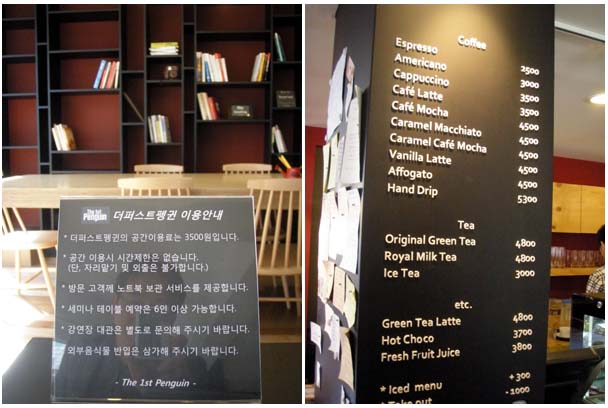 The 1st Penguin 더퍼스트펭귄 이용안내
* 더퍼스트펭귄의 공간이용료는 3500원입니다.
* 공간 이용시 시간제한은 없습니다.
(단, 자리맡기 및 외출은 불가합니다.)
* 방문 고객께 노트북 보관 서비스를 제공합니다.
* 세미나 테이블 예약은 6인 이상 가능합니다.
* 강연장 대관은 별도로 문의해 주시기 바랍니다.
* 외부음식물 반입은 삼가해 주시기 바랍니다.
- The 1st Penguin -
Coffee
Espresso 2500
Americano 3000
Cappuccino 3500
Café Latte 3500
Café Mocha 4500
Caramel Macchiato 4500
Caramel Café Mocha 4500
Vanilla Latte 4500
Affogato 4500
Hand Drip 5300
Tea
Original Green Tea 4800
Royal Milk Tea 4800
Ice Tea 3000
etc.
Green Tea Latte 4800
Hot Choco 3700
Fresh Fruit Juice 3800
* Iced menu + 300
* Take out - 1000